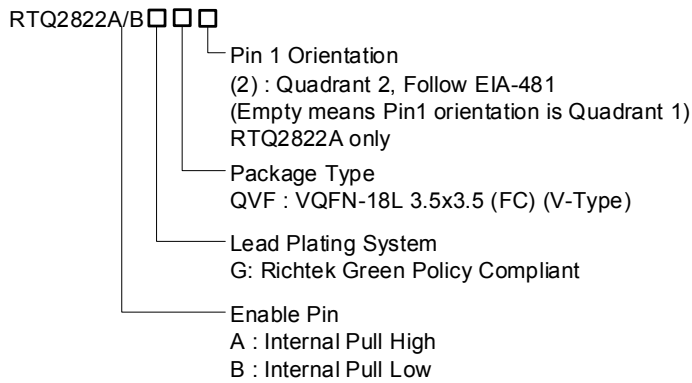 RTQ2822A/B□□□
Pin 1 Orientation
(2) : Quadrant 2, Follow EIA-481
(Empty means Pin1 orientation is Quadrant 1)
RTQ2822A only
Package Type
QVF : VQFN-18L 3.5x3.5 (FC) (V-Type)
Lead Plating System
G: Richtek Green Policy Compliant
Enable Pin
A : Internal Pull High
B : Internal Pull Low